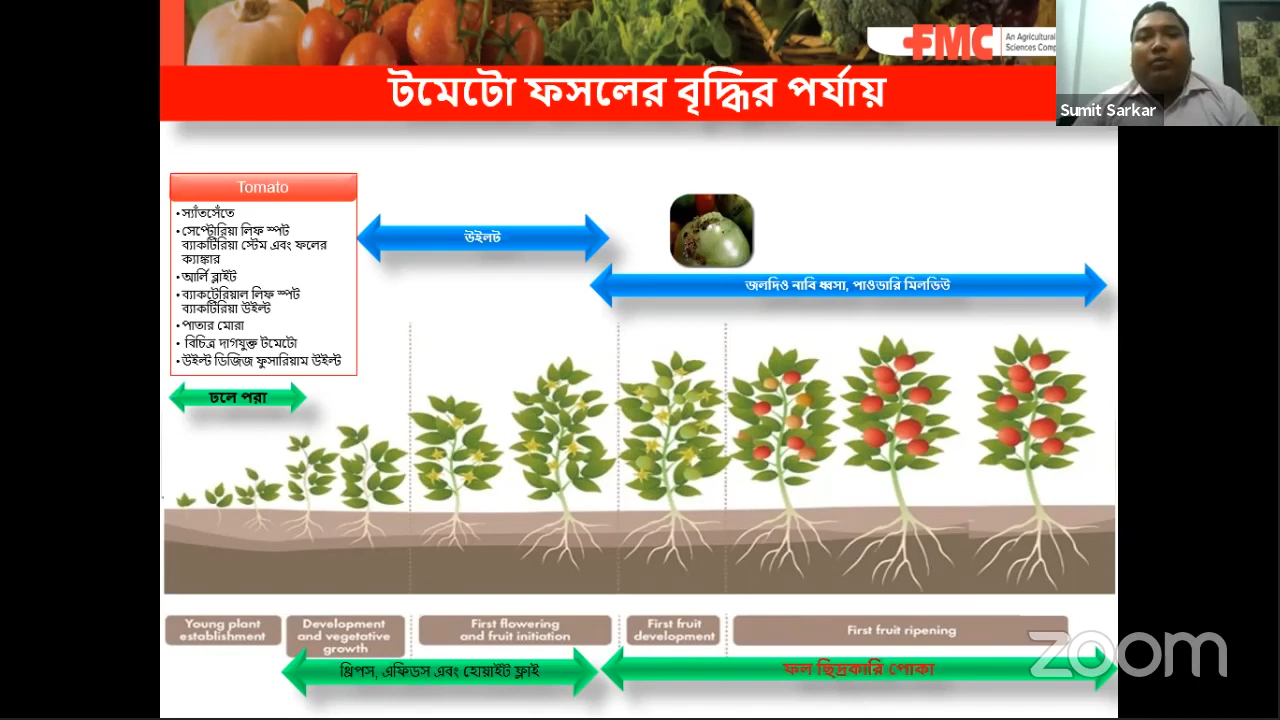 FMC
An Agricultural
Sciences Comp
টমেটো ফসলের বৃদ্ধির পর্যায়
Sumit Sarkar
Tomato
•স্যাঁতসেঁতে
•সেপ্টোরিয়া লিফ স্পট
ব্যাকটিরিয়া স্টেম এবং ফলের
ক্যাঙ্কার
•আর্লি ব্লাইট
•ব্যাকটেরিয়াল লিফ স্পট
ব্যাকটিরিয়া উইল্ট
•পাতার মোরা
• বিচিত্র দাগযুক্ত টমেটো
•উইল্ট ডিজিজ ফুসারিয়াম উইল্ট
উইলট
জলদিও নাবি ধ্বসা, পাওডারি মিলডিউ
ঢলে পরা
Young plant
establishment
Development
and vegetative
growth
First flowering
and fruit initiation
First fruit
development
First fruit ripening
থ্রিপস, এফিডস এবং হোয়াইট ফ্লাই
ফল ছিদ্রকারি পোকা
zoom